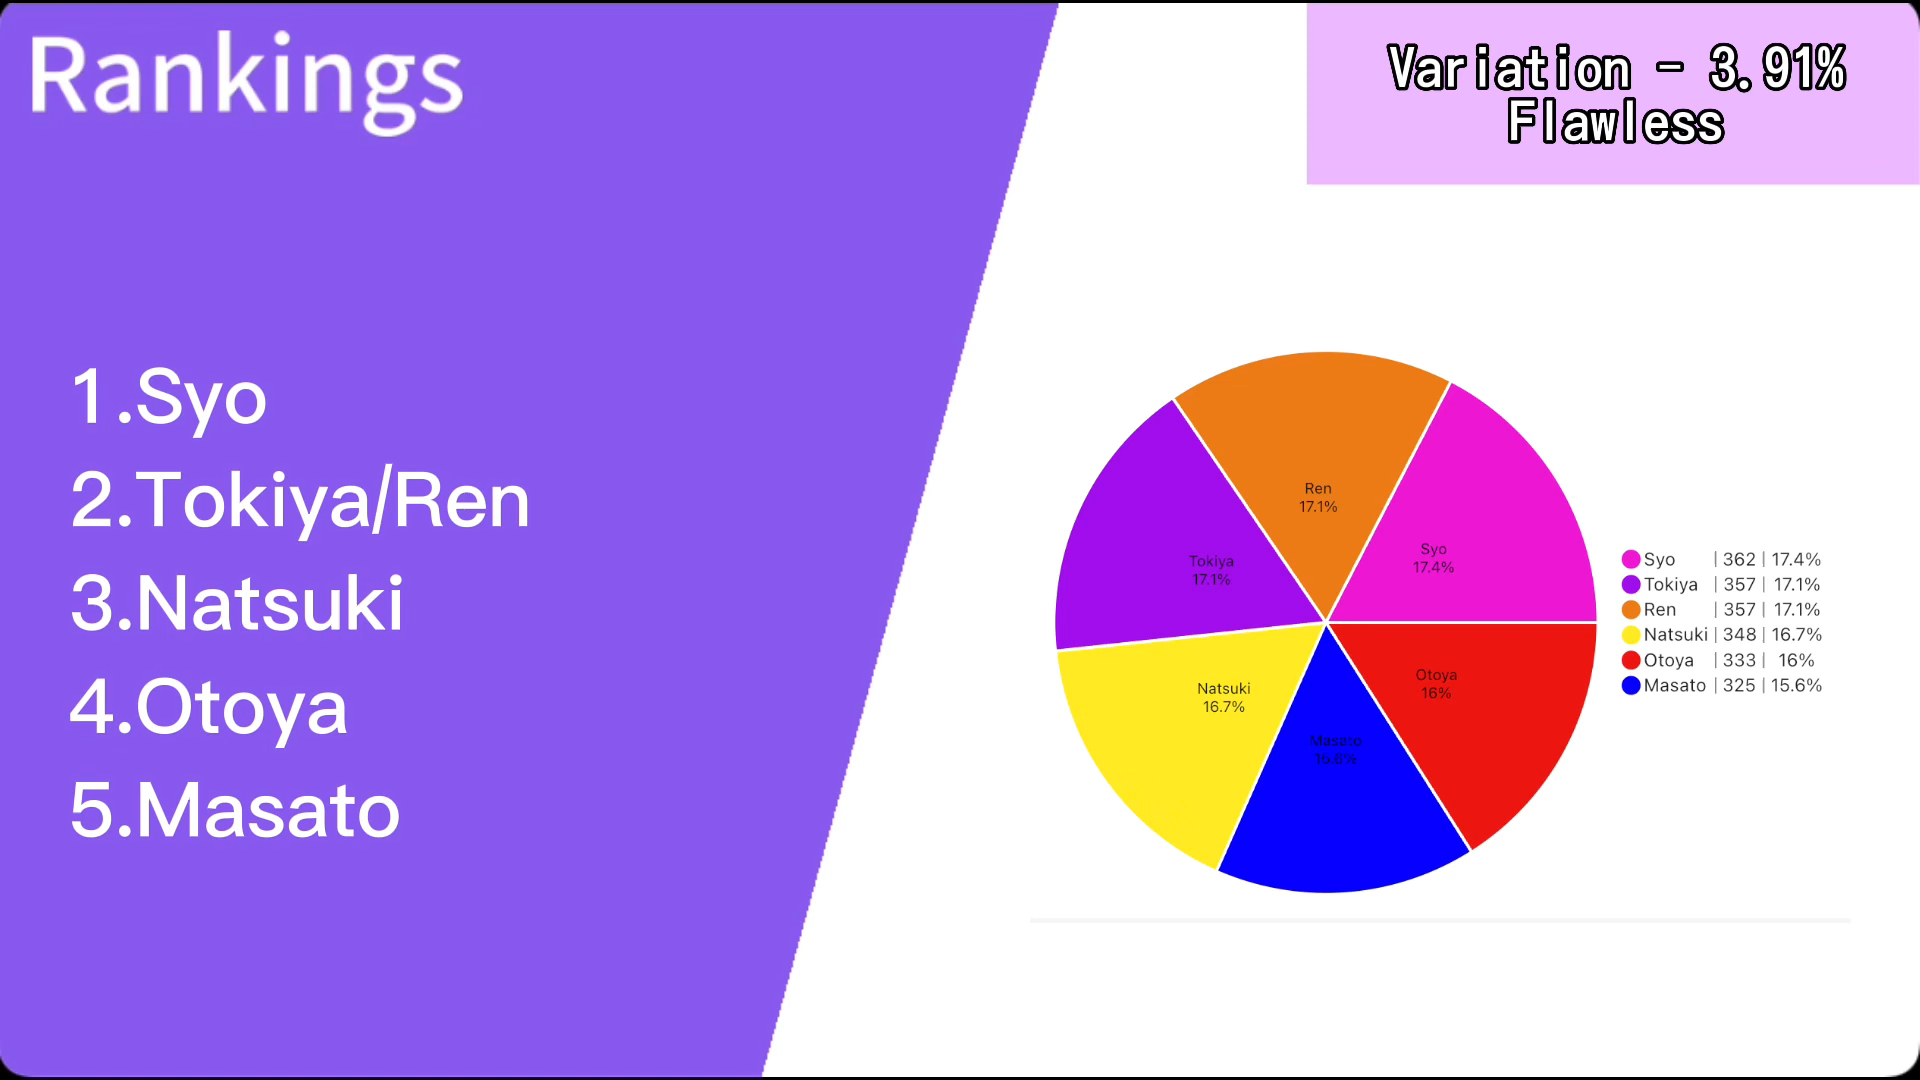 Rankings
Variation - 3.91%
Flawless
1.Syo
2.Tokiya/Ren
3.Natsuki
4.Otoya
5.Masato
Ren
17.1%
Syo
17.4%
Tokiya
17.1%
Natsuki
16.7%
Otoya
16%
Masato
15.6%
Syo | 362 | 17.4%
Tokiya | 357 | 17.1%
Ren | 357 | 17.1%
Natsuki | 348 | 16.7%
Otoya | 333 | 16%
Masato | 325 | 15.6%